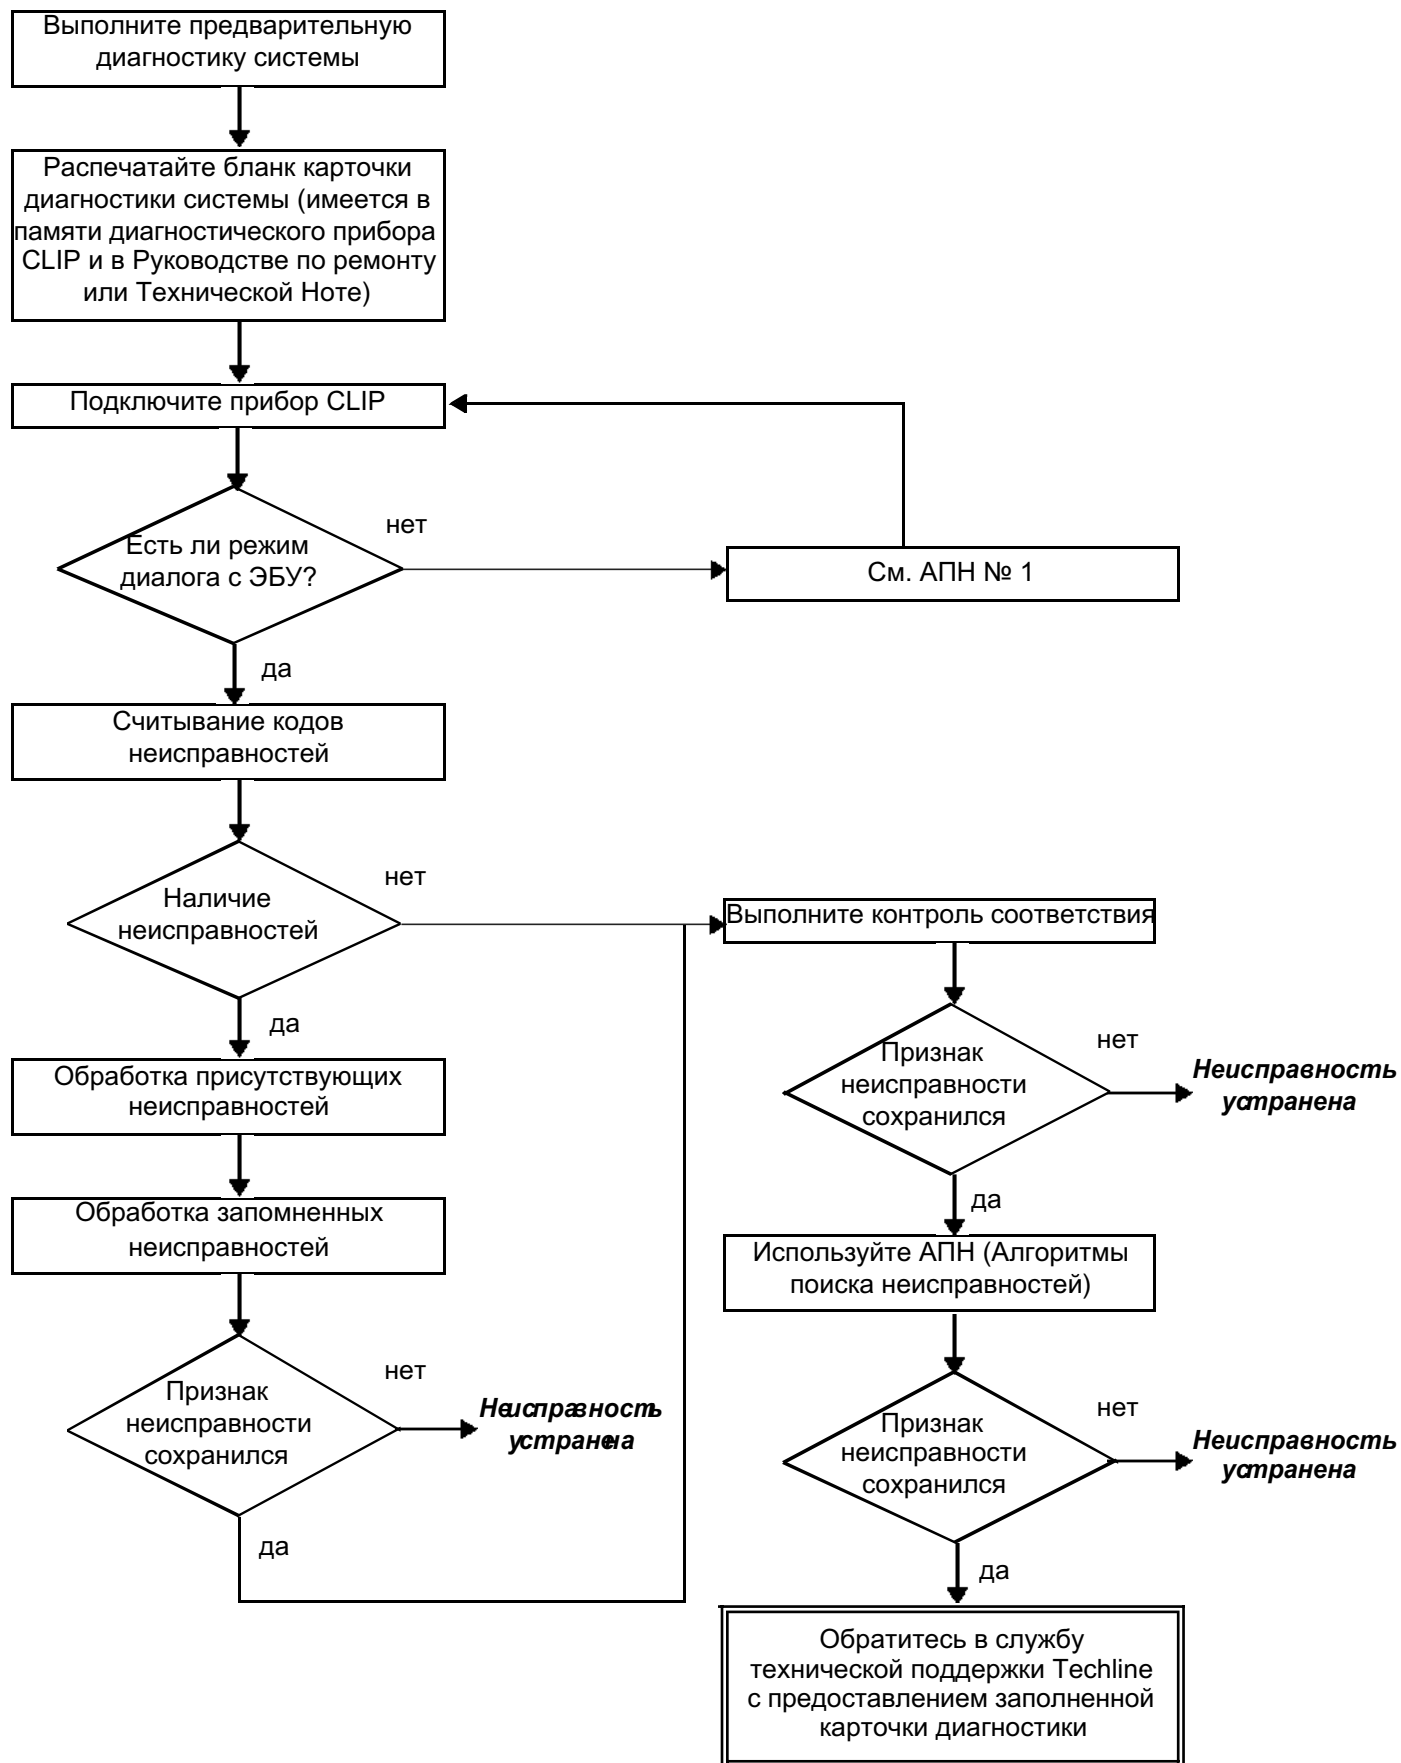 Выполните предварительную
диагностику системы
Распечатайте бланк карточки
диагностики системы (имеется в
памяти диагностического прибора
CLIP и в Руководстве по ремонту
или Технической Ноте)
Подключите прибор CLIP
Есть ли режим
диалога с ЭБУ?
нет
См. АПН № 1
да
Считывание кодов
неисправностей
Наличие
неисправностей
нет
да
Обработка присутствующих
неисправностей
Обработка запомненных
неисправностей
Признак
неисправности
сохранился
нет
Неисправность
устранена
да
Выполните контроль соответствия
Признак
неисправности
сохранился
нет
Неисправность
устранена
да
Используйте АПН (Алгоритмы
поиска неисправностей)
Признак
неисправности
сохранился
нет
Неисправность
устранена
да
Обратитесь в службу
технической поддержки Techline
с предоставлением заполненной
карточки диагностики